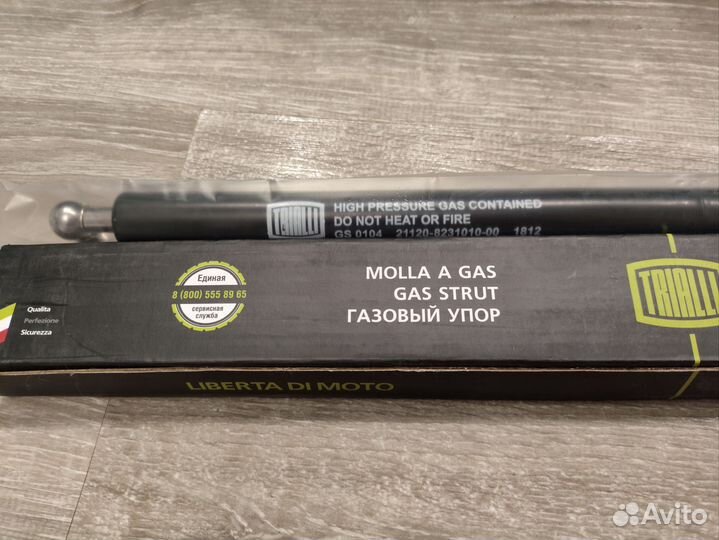 TRIALLI
HIGH PRESSURE GAS CONTAINED
DO NOT HEAT OR FIRE
GS 0104 21120-8231010-00 1812
Единая
8 (800) 555 89 65
сервисная
служба
MOLLA A GAS
GAS STRUT
ГАЗОВЫЙ УПОР
TRIALLI
Qualita
Perfezione
Sicurezza
LIBERTA DI MOTO
Avito